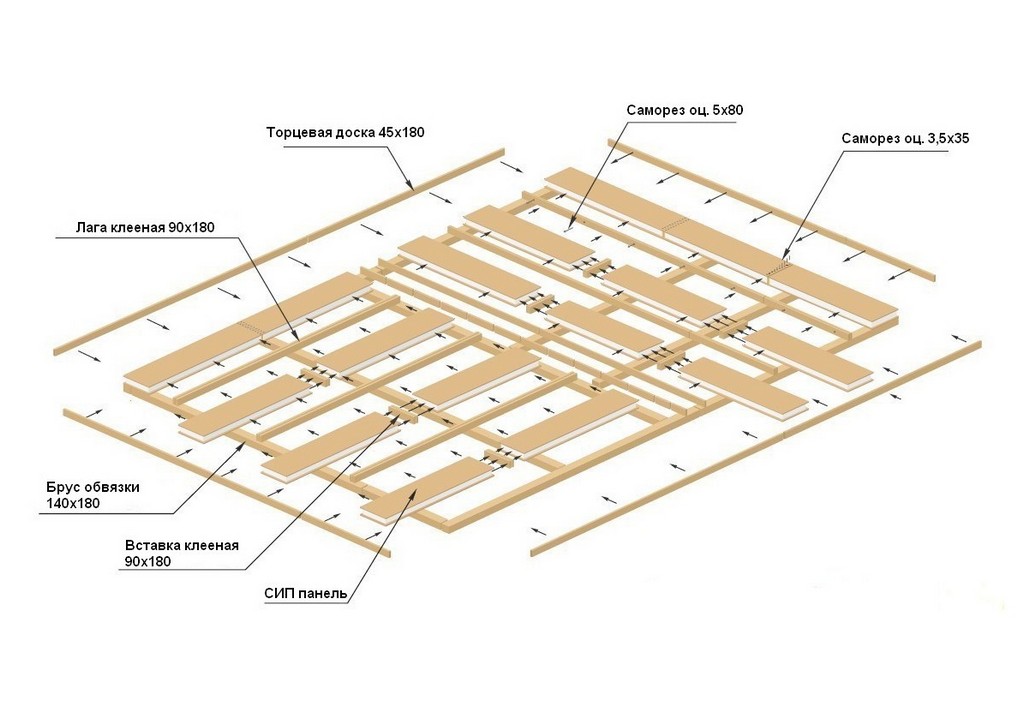 Саморез оц. 5х80
Торцевая доска 45х180
Саморез оц. 3,5х35
Лага клееная 90х180
Брус обвязки
140х180
Вставка клееная
90х180
СИП панель